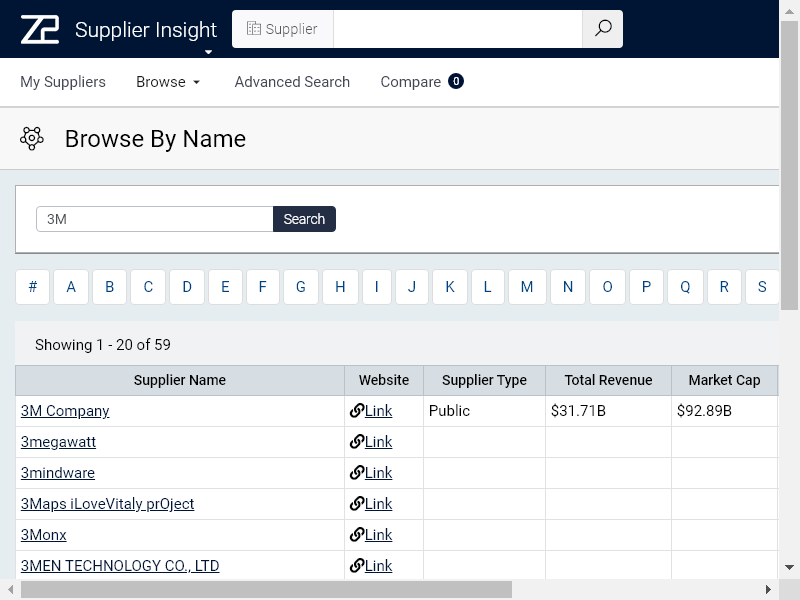 Z2 Supplier Insight Supplier
My Suppliers Browse Advanced Search Compare 0
Browse By Name
3M Search
# A B C D E F G H I J K L M N O P Q R S
Showing 1 - 20 of 59
Supplier Name Website Supplier Type Total Revenue Market Cap
3M Company Link Public $31.71B $92.89B
3megawatt Link
3mindware Link
3Maps iLoveVitaly prOject Link
3Monx Link
3MEN TECHNOLOGY CO., LTD Link